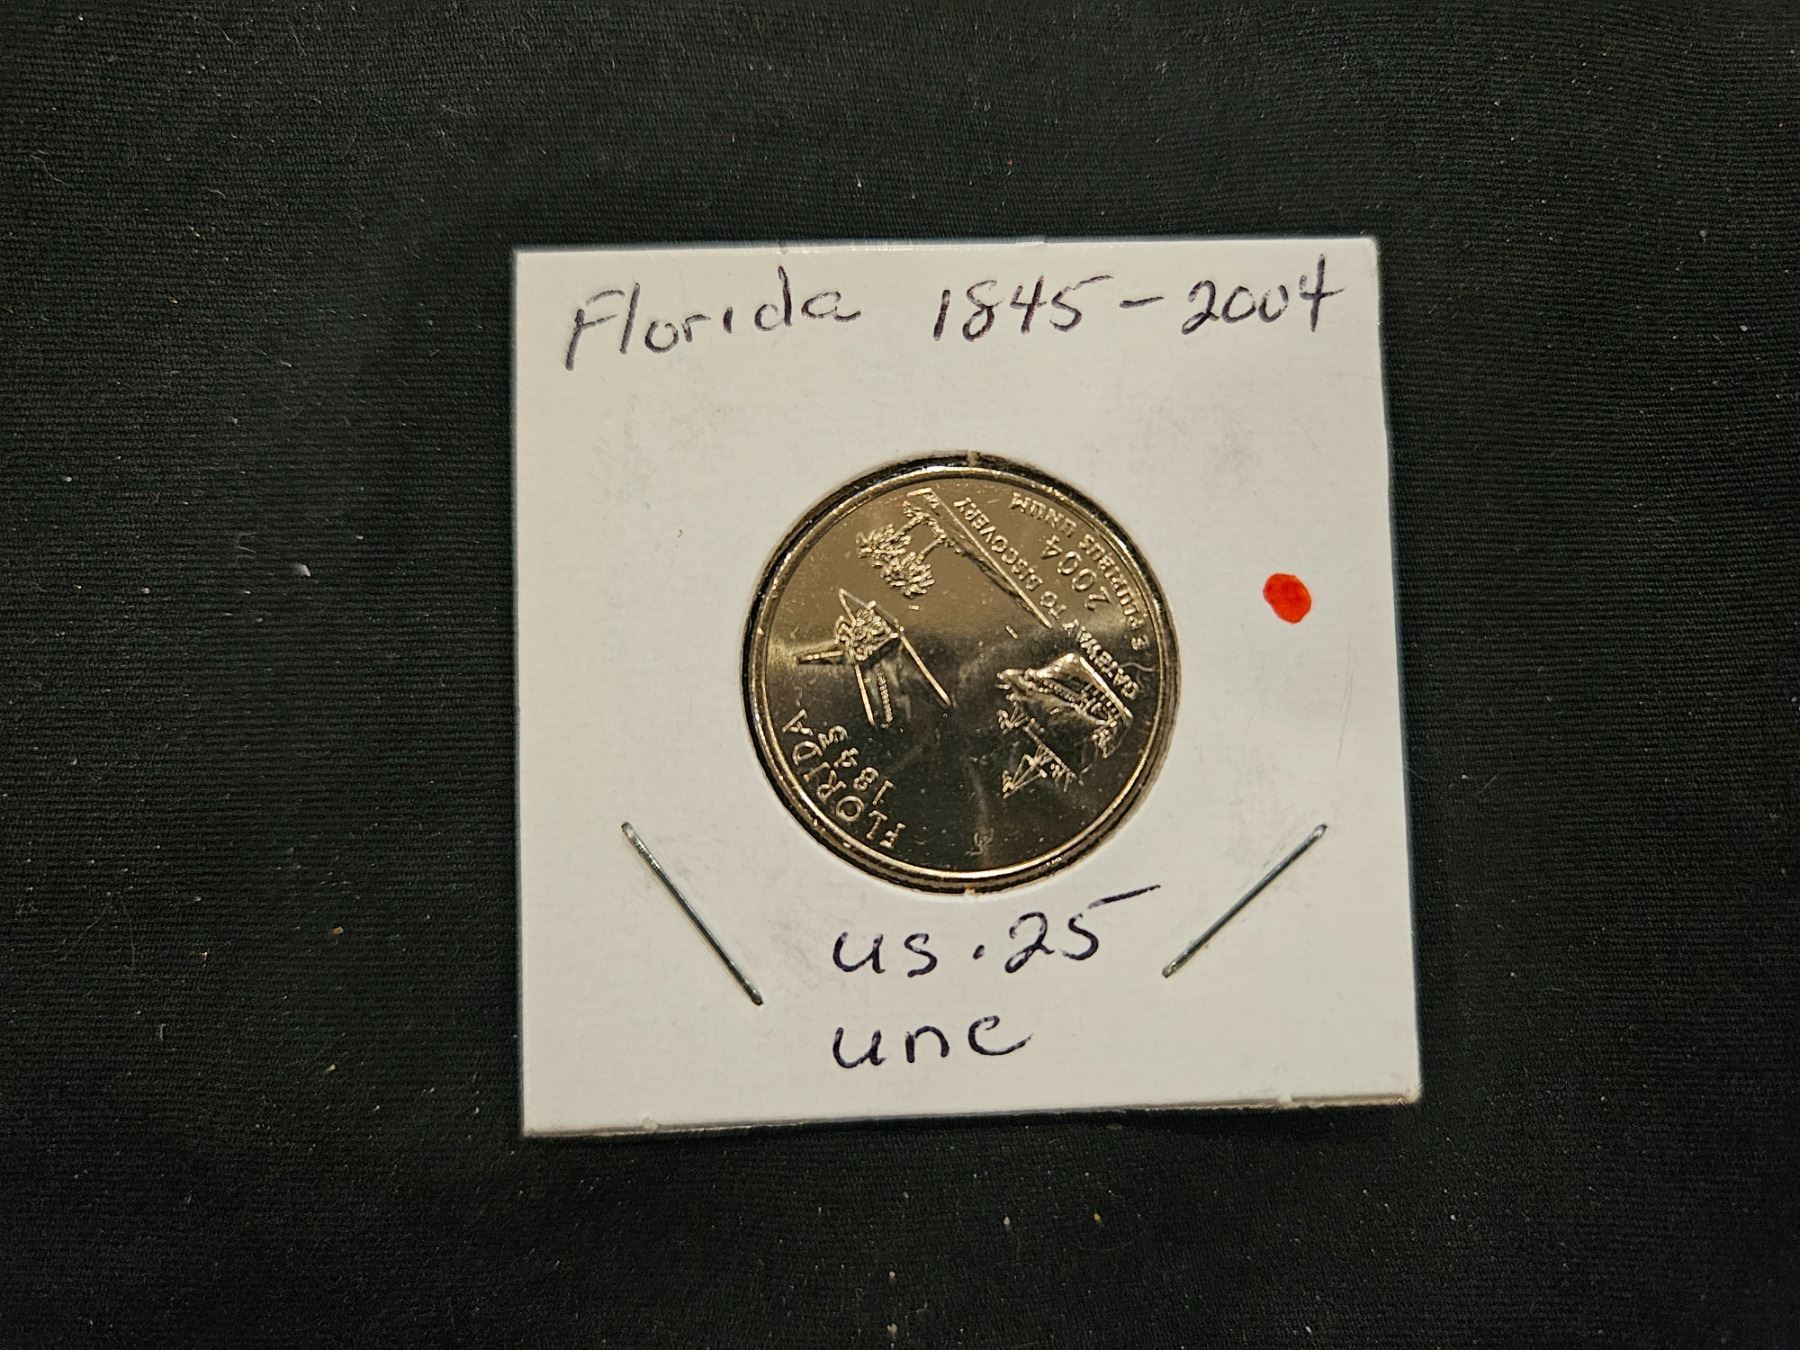 Florida 1845-2004
FLORIDA
1845
GATEWAY TO DISCOVERY
2004
E PLURIBUS UNUM
us .25
unc